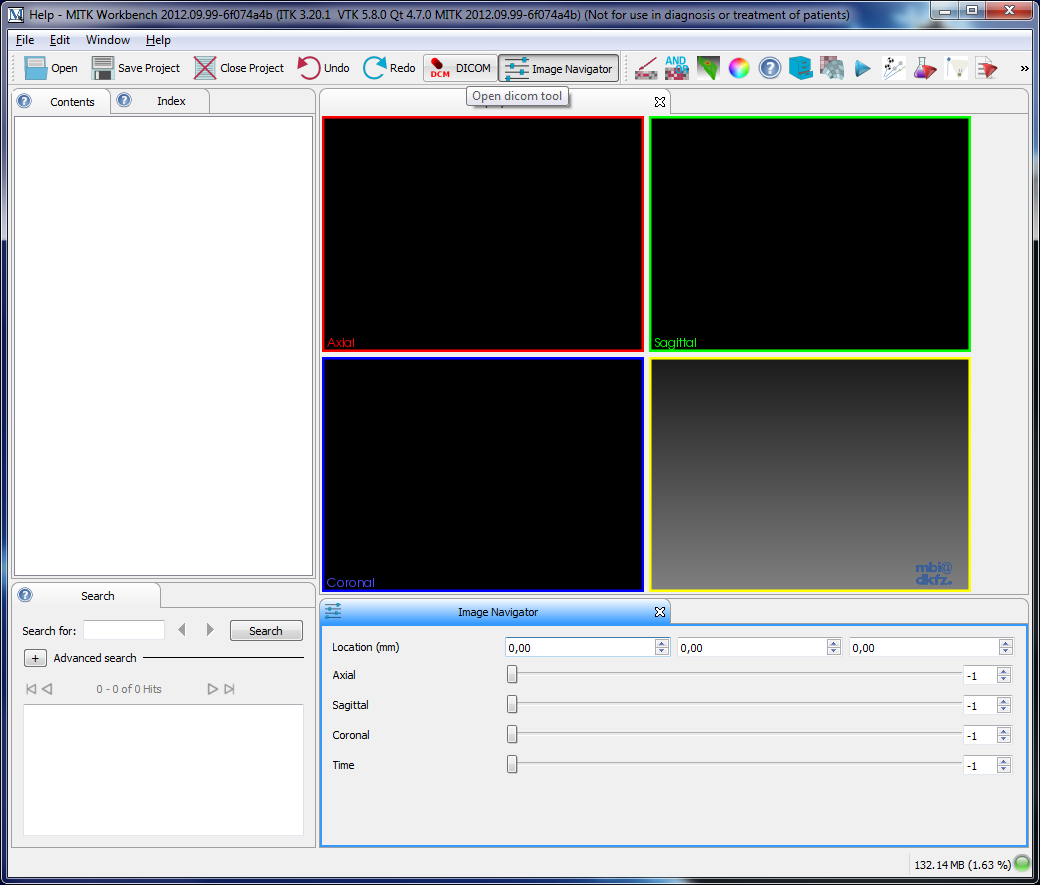 Help - MITK Workbench 2012.09.99-6f074a4b (ITK 3.20.1 VTK 5.8.0 Qt 4.7.0 MITK 2012.09.99-6f074a4b) (Not for use in diagnosis or treatment of patients)
File Edit Window Help
Open Save Project Close Project Undo Redo DCM DICOM Image Navigator AND »
Open dicom tool
Contents Index
Axial
Sagittal
Coronal
mbi@
dkfz.
Search
Search for: Search
+ Advanced search
0 - 0 of 0 Hits
Image Navigator
Location (mm) 0,00 0,00 0,00
Axial -1
Sagittal -1
Coronal -1
Time -1
132.14 MB (1.63 %)